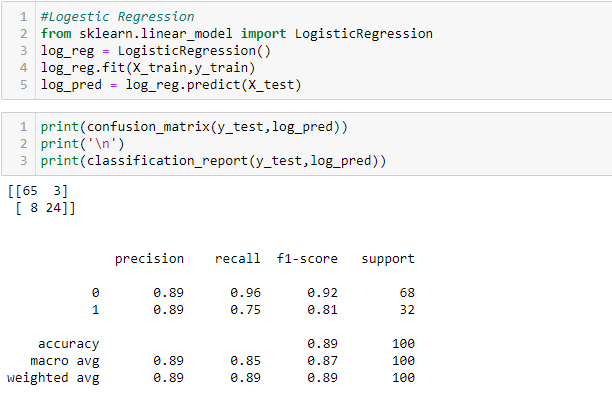 1 #Logestic Regression
2 from sklearn.linear_model import LogisticRegression
3 log_reg = LogisticRegression()
4 log_reg.fit(X_train,y_train)
5 log_pred = log_reg.predict(X_test)
1 print(confusion_matrix(y_test,log_pred))
2 print('\n')
3 print(classification_report(y_test,log_pred))
[[65  3]
 [ 8 24]]
precision recall f1-score support
0 0.89 0.96 0.92 68
1 0.89 0.75 0.81 32
accuracy 0.89 100
macro avg 0.89 0.85 0.87 100
weighted avg 0.89 0.89 0.89 100